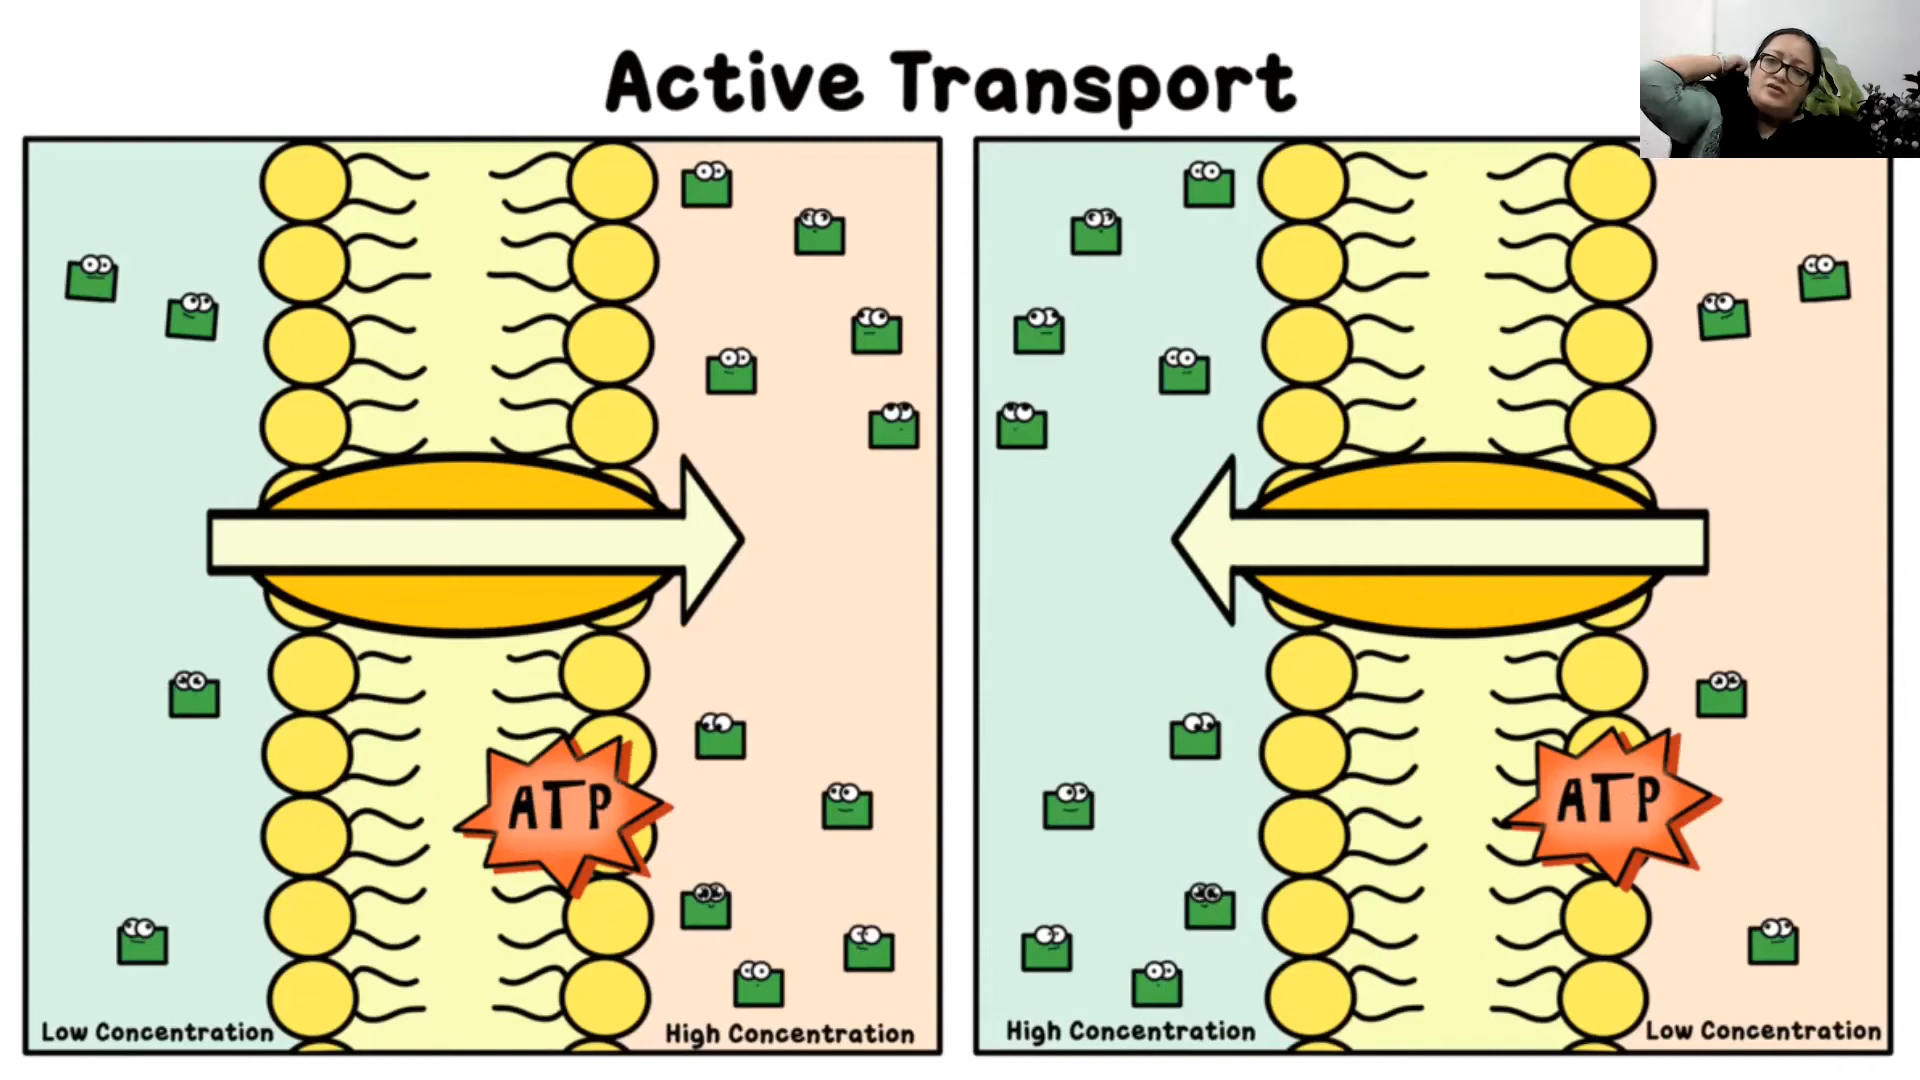 Active Transport
ATP
Low Concentration
High Concentration
ATP
High Concentration
Low Concentration